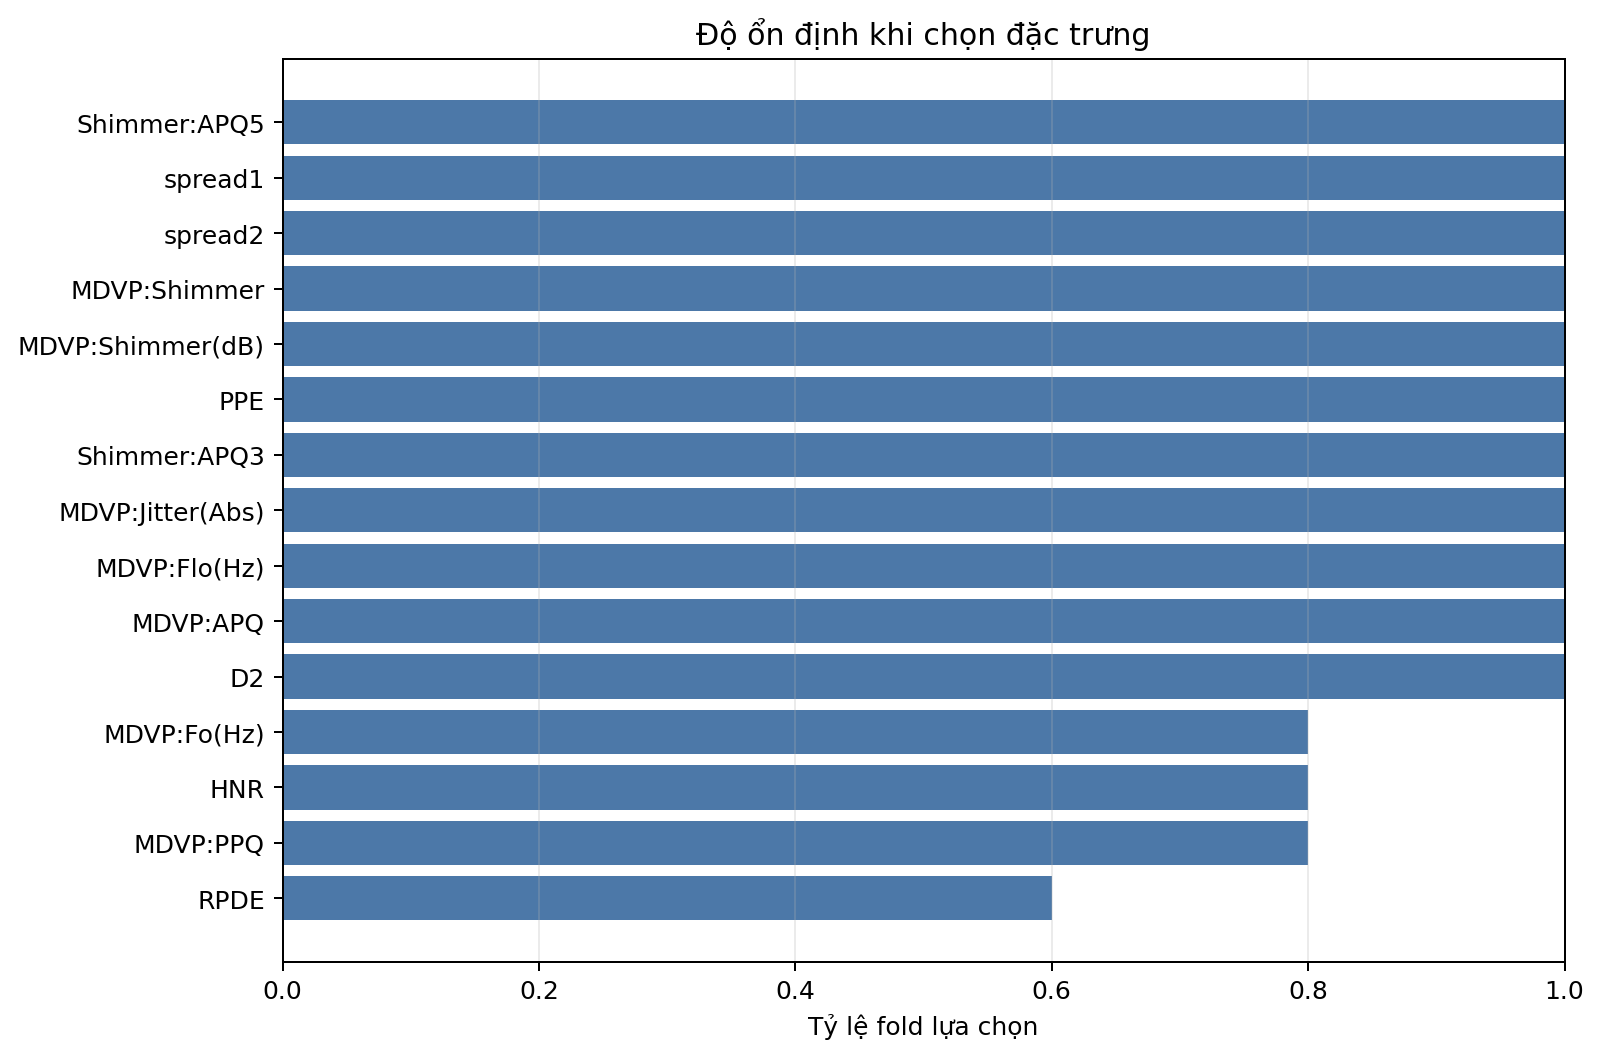 Độ ổn định khi chọn đặc trưng
Shimmer:APQ5
spread1
spread2
MDVP:Shimmer
MDVP:Shimmer(dB)
PPE
Shimmer:APQ3
MDVP:Jitter(Abs)
MDVP:Flo(Hz)
MDVP:APQ
D2
MDVP:Fo(Hz)
HNR
MDVP:PPQ
RPDE
0.0 0.2 0.4 0.6 0.8 1.0
Tỷ lệ fold lựa chọn